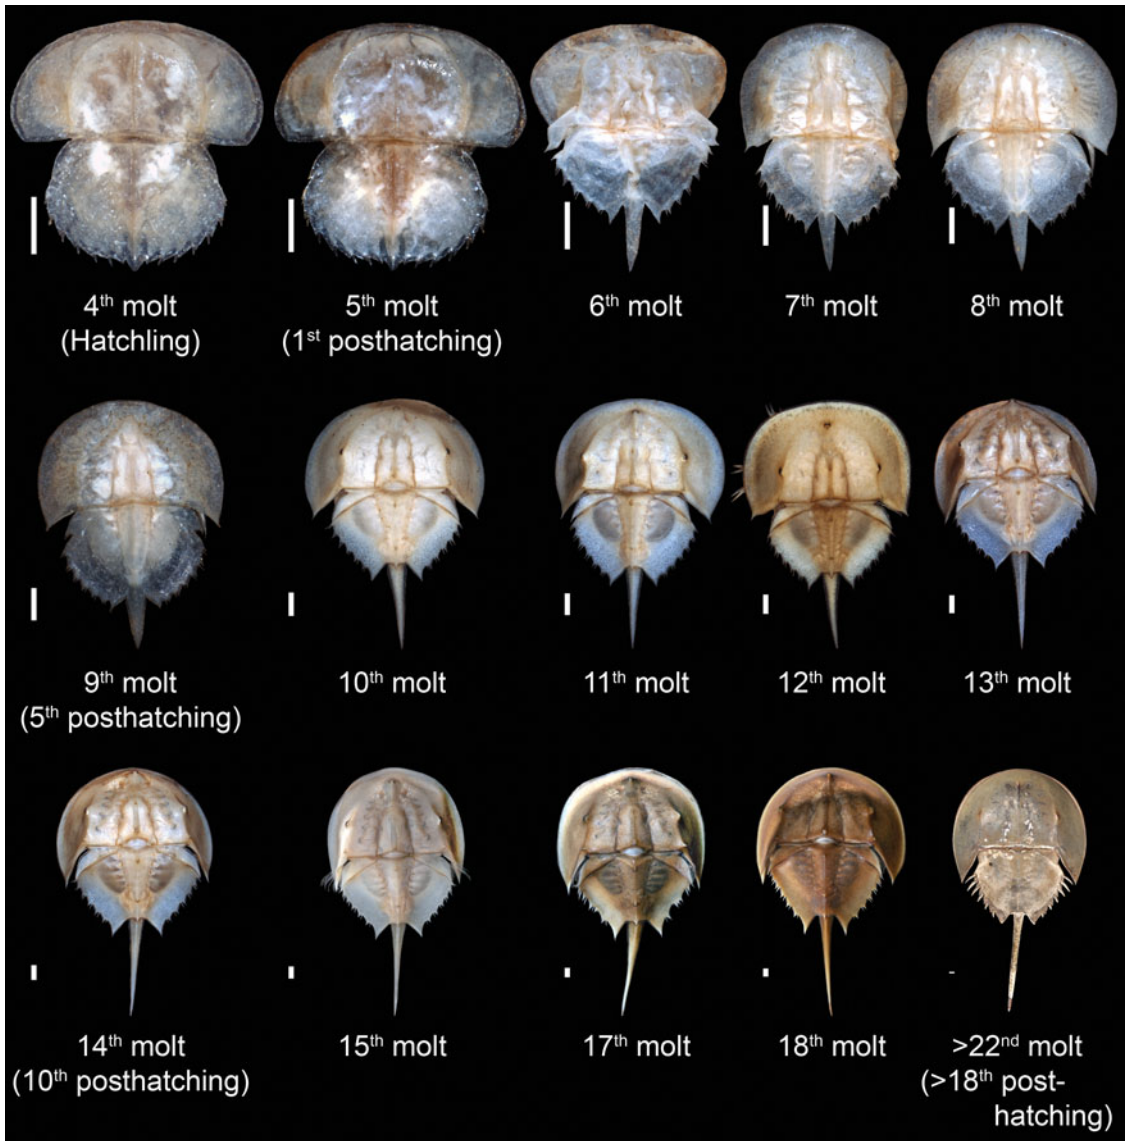 4th molt
(Hatchling)
5th molt
(1st posthatching)
6th molt
7th molt
8th molt
9th molt
(5th posthatching)
10th molt
11th molt
12th molt
13th molt
14th molt
(10th posthatching)
15th molt
17th molt
18th molt
>22nd molt
(>18th post-
hatching)